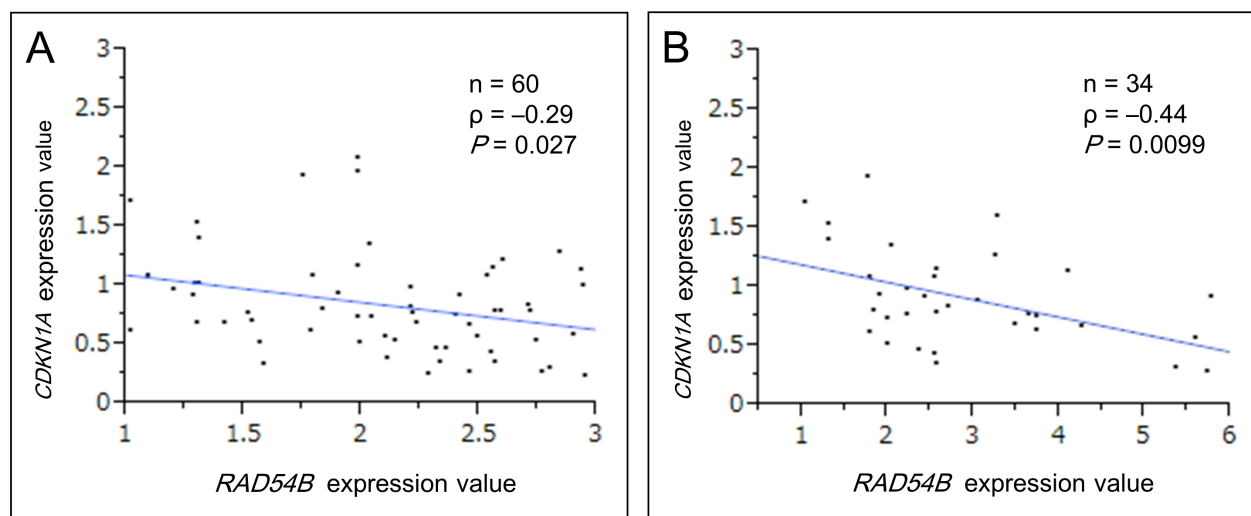 A
n = 60
ρ = –0.29
P = 0.027
CDKN1A expression value
3
2.5
2
1.5
1
0.5
0
1 1.5 2 2.5 3
RAD54B expression value
B
n = 34
ρ = –0.44
P = 0.0099
CDKN1A expression value
3
2.5
2
1.5
1
0.5
0
1 2 3 4 5 6
RAD54B expression value